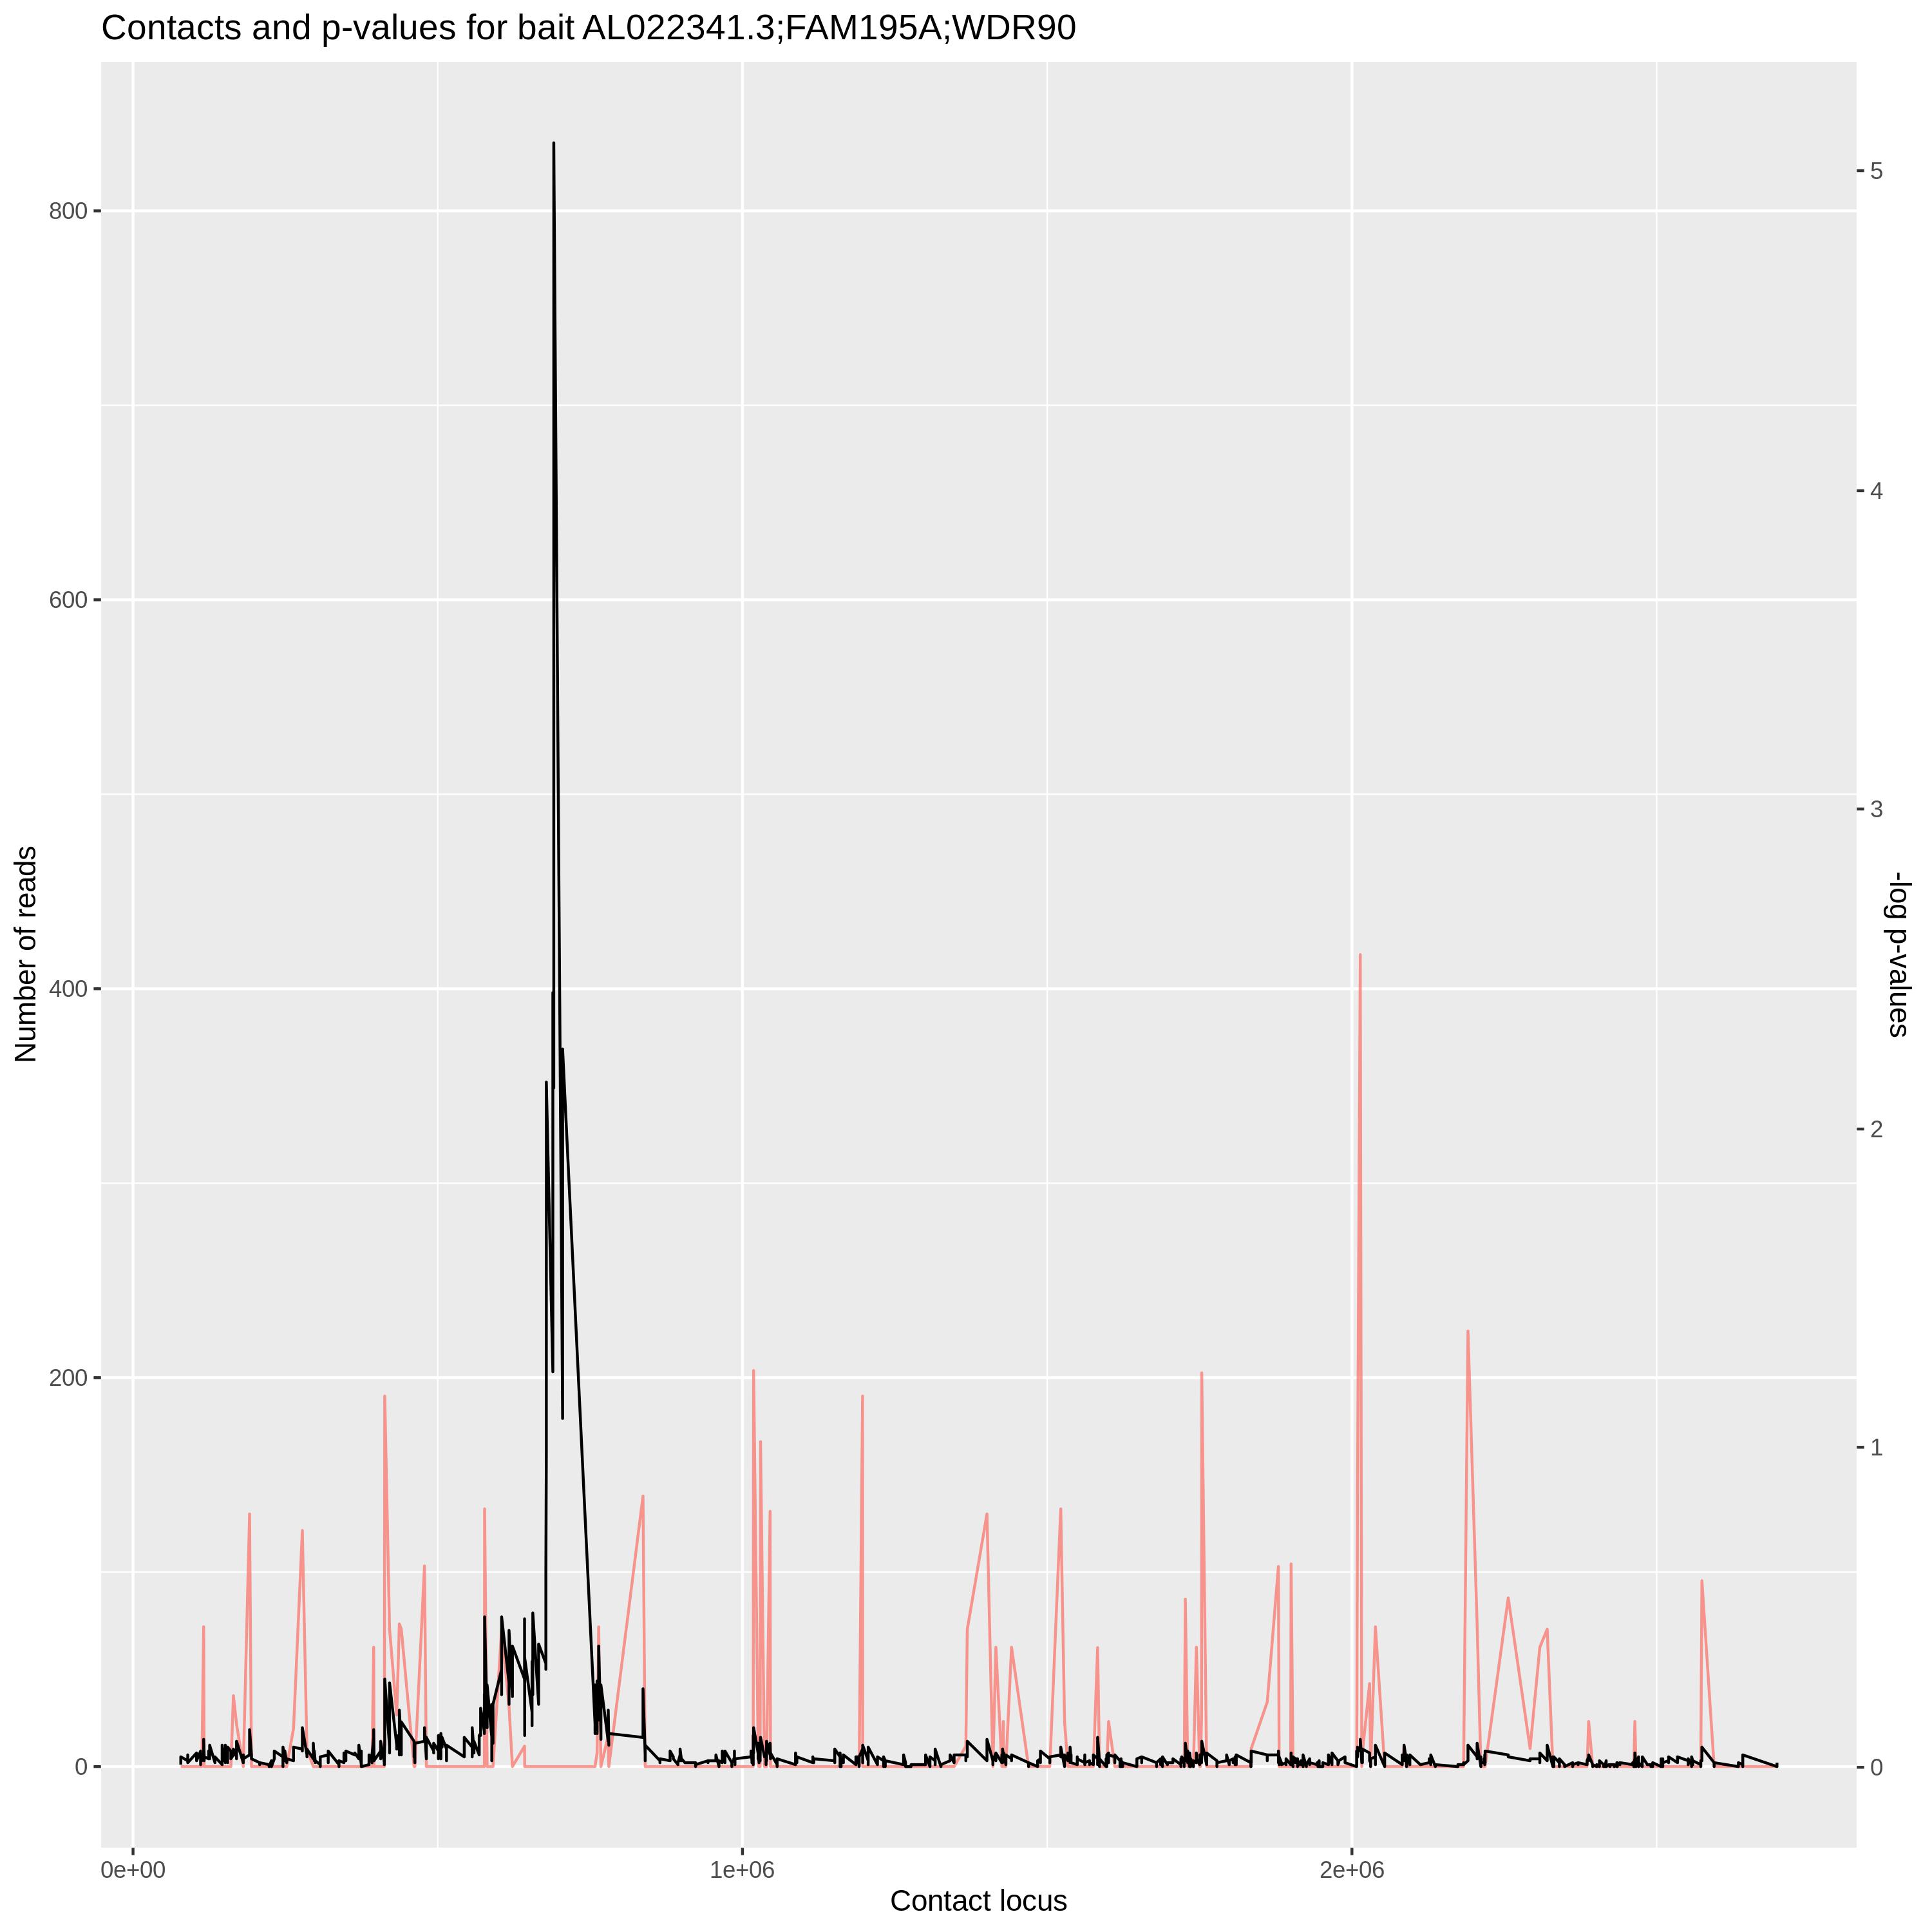 Contacts and p-values for bait AL022341.3;FAM195A;WDR90
800
600
400
200
0
Number of reads
5
4
3
2
1
0
-log p-values
0e+00
1e+06
2e+06
Contact locus